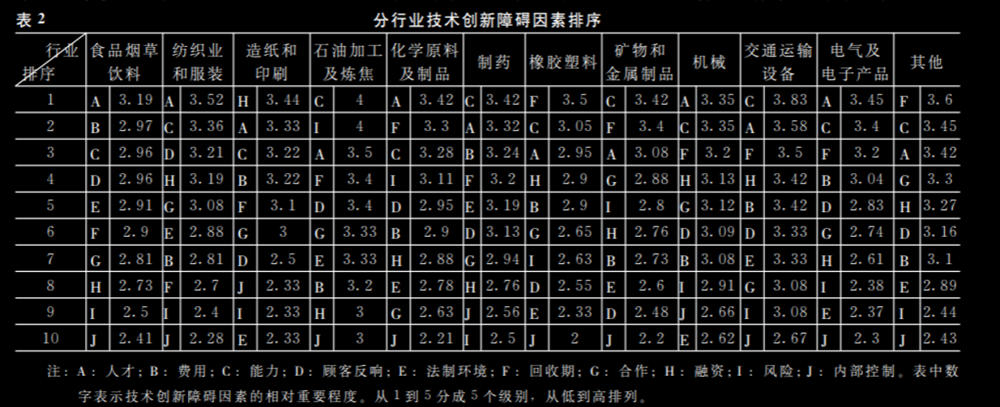 表 2 分行业技术创新障碍因素排序
行业 食品烟草 纺织业 造纸和 石油加工 化学原料 制药 橡胶塑料 矿物和 机械 交通运输 电气及 其他
排序 饮料 和服装 印刷 及炼焦 及制品 金属制品 设备 电子产品
1 A 3.19 A 3.52 H 3.44 C 4 A 3.42 C 3.42 F 3.5 C 3.42 A 3.35 C 3.83 A 3.45 F 3.6
2 B 2.97 C 3.36 A 3.33 I 4 F 3.3 A 3.32 C 3.05 F 3.4 C 3.35 A 3.58 C 3.4 C 3.45
3 C 2.96 D 3.21 C 3.22 A 3.5 C 3.28 B 3.24 A 2.95 A 3.08 F 3.2 F 3.5 F 3.2 A 3.42
4 D 2.96 H 3.19 B 3.22 F 3.4 I 3.11 F 3.2 H 2.9 G 2.88 H 3.13 H 3.42 B 3.04 G 3.3
5 E 2.91 G 3.08 F 3.1 D 3.4 D 2.95 E 3.19 B 2.9 I 2.8 G 3.12 B 3.42 D 2.83 H 3.27
6 F 2.9 E 2.88 G 3 G 3.33 B 2.9 D 3.13 G 2.65 H 2.76 D 3.09 D 3.33 G 2.74 D 3.16
7 G 2.81 B 2.81 D 2.5 E 3.33 H 2.88 G 2.94 I 2.63 B 2.73 B 3.08 E 3.33 H 2.61 B 3.1
8 H 2.73 F 2.7 J 2.33 B 3.2 E 2.78 H 2.76 D 2.55 E 2.6 I 2.91 G 3.08 I 2.38 E 2.89
9 I 2.5 I 2.4 I 2.33 H 3 G 2.63 J 2.56 E 2.33 D 2.48 J 2.66 I 3.08 E 2.37 I 2.44
10 J 2.41 J 2.28 E 2.33 J 3 J 2.21 I 2.5 J 2 J 2.2 E 2.62 J 2.67 J 2.3 J 2.43
注: A : 人才; B : 费用; C : 能力; D : 顾客反响; E : 法制环境; F : 回收期; G : 合作; H : 融资; I : 风险; J : 内部控制。表中数
字表示技术创新障碍因素的相对重要程度。从 1 到 5 分成 5 个级别, 从低到高排列。